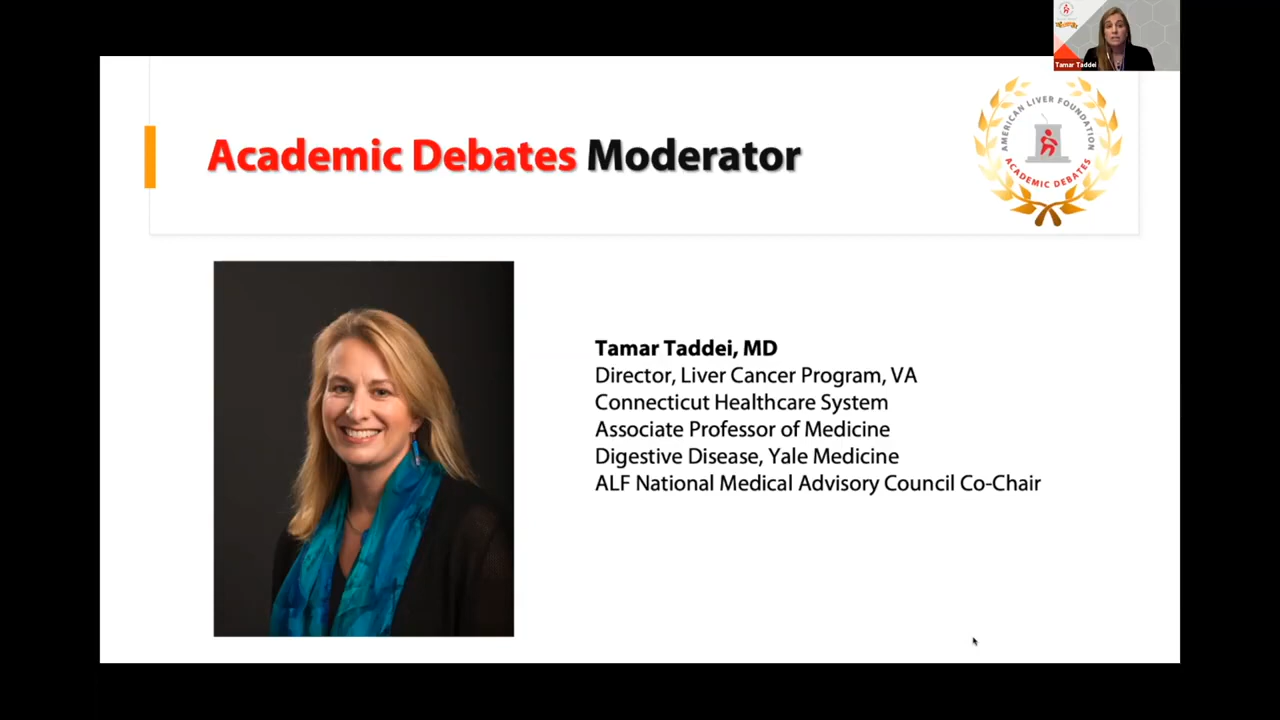 Tamar Taddei
Academic Debates Moderator
AMERICAN LIVER FOUNDATION
ACADEMIC DEBATES
Tamar Taddei, MD
Director, Liver Cancer Program, VA
Connecticut Healthcare System
Associate Professor of Medicine
Digestive Disease, Yale Medicine
ALF National Medical Advisory Council Co-Chair